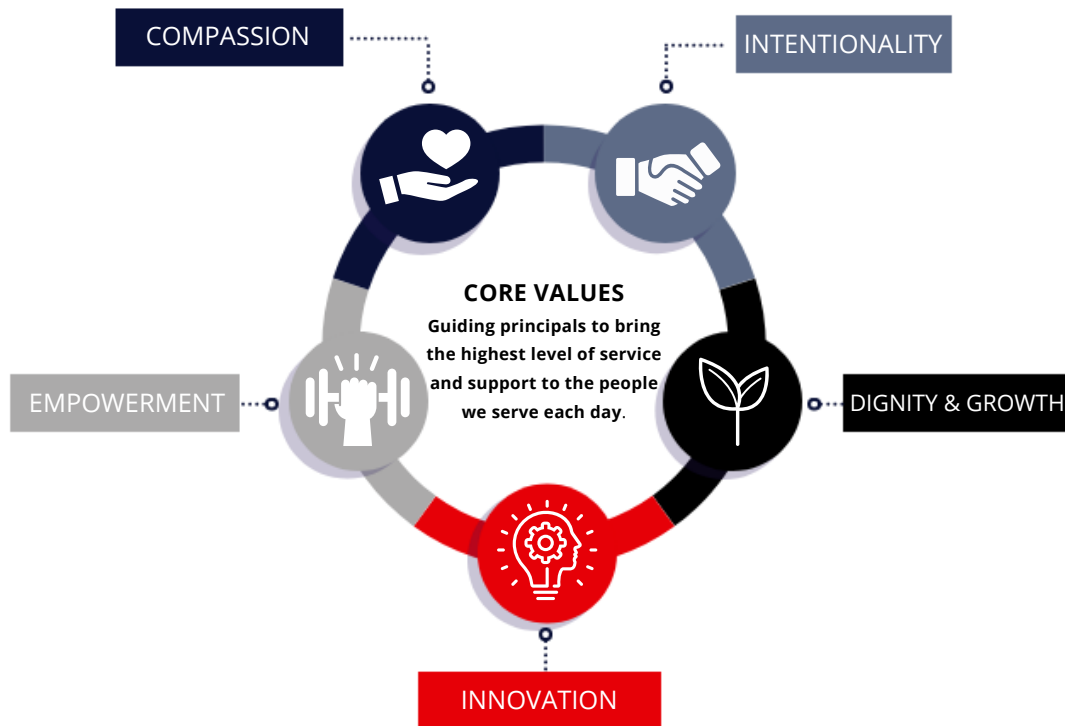 COMPASSION
INTENTIONALITY
CORE VALUES
Guiding principals to bring
the highest level of service
and support to the people
we serve each day.
EMPOWERMENT
DIGNITY & GROWTH
INNOVATION